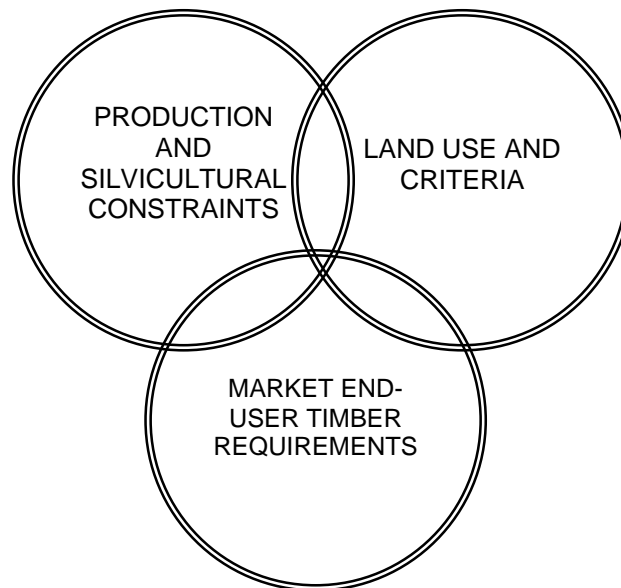 PRODUCTION
AND
SILVICULTURAL
CONSTRAINTS
LAND USE AND
CRITERIA
MARKET END-
USER TIMBER
REQUIREMENTS